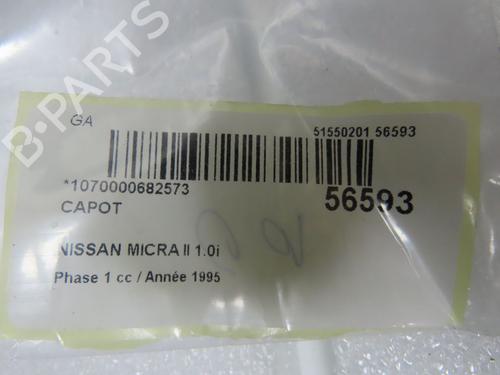 B-PARTS
GA
51550201 56593
*1070000682573
56593
CAPOT
NISSAN MICRA II 1.0i
Phase 1 cc / Année 1995